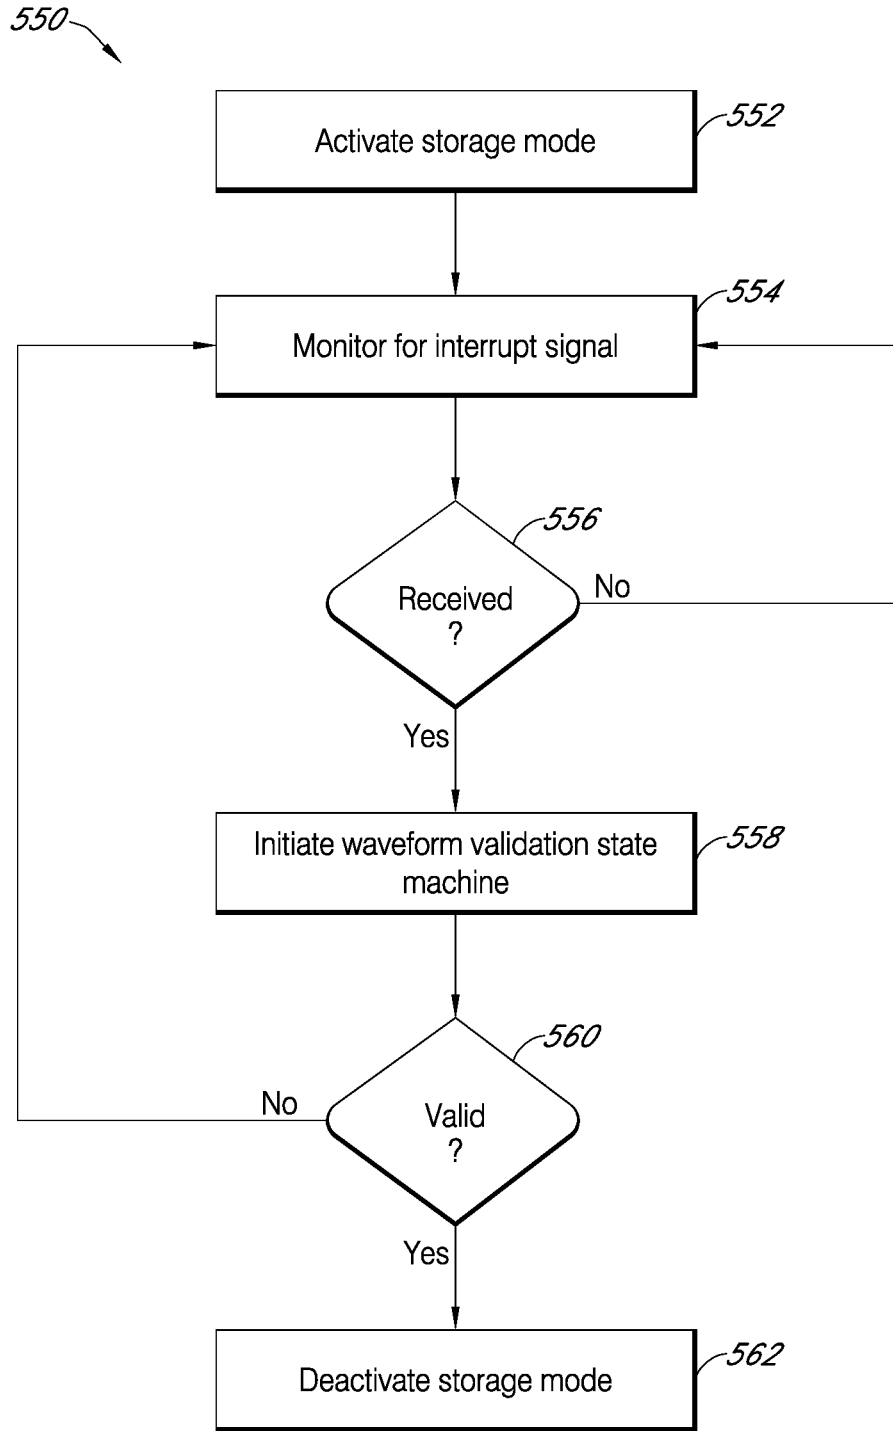 550
Activate storage mode
552
Monitor for interrupt signal
554
556
Received
?
No
Yes
Initiate waveform validation state
machine
558
560
Valid
?
No
Yes
Deactivate storage mode
562